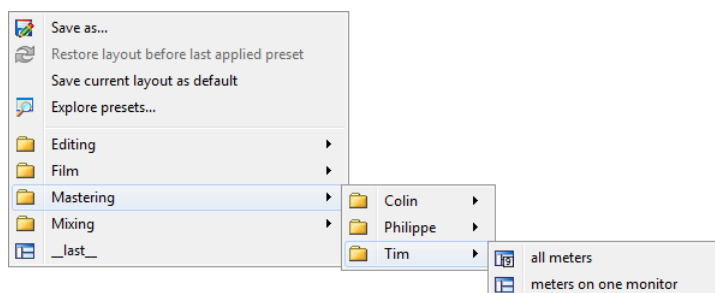 Save as...
Restore layout before last applied preset
Save current layout as default
Explore presets...
Editing
Film
Mastering
Mixing
__last__
Colin
Philippe
Tim
all meters
meters on one monitor